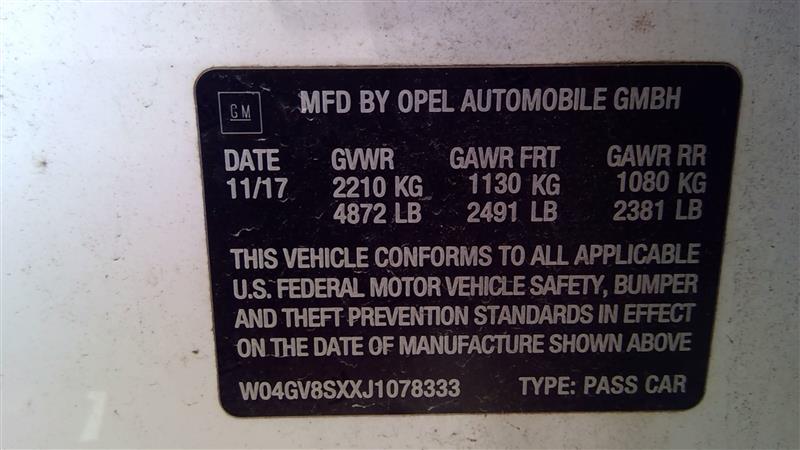 GM
MFD BY OPEL AUTOMOBILE GMBH
DATE GVWR GAWR FRT GAWR RR
11/17 2210 KG 1130 KG 1080 KG
4872 LB 2491 LB 2381 LB
THIS VEHICLE CONFORMS TO ALL APPLICABLE
U.S. FEDERAL MOTOR VEHICLE SAFETY, BUMPER
AND THEFT PREVENTION STANDARDS IN EFFECT
ON THE DATE OF MANUFACTURE SHOWN ABOVE
W04GV8SXXJ1078333 TYPE: PASS CAR